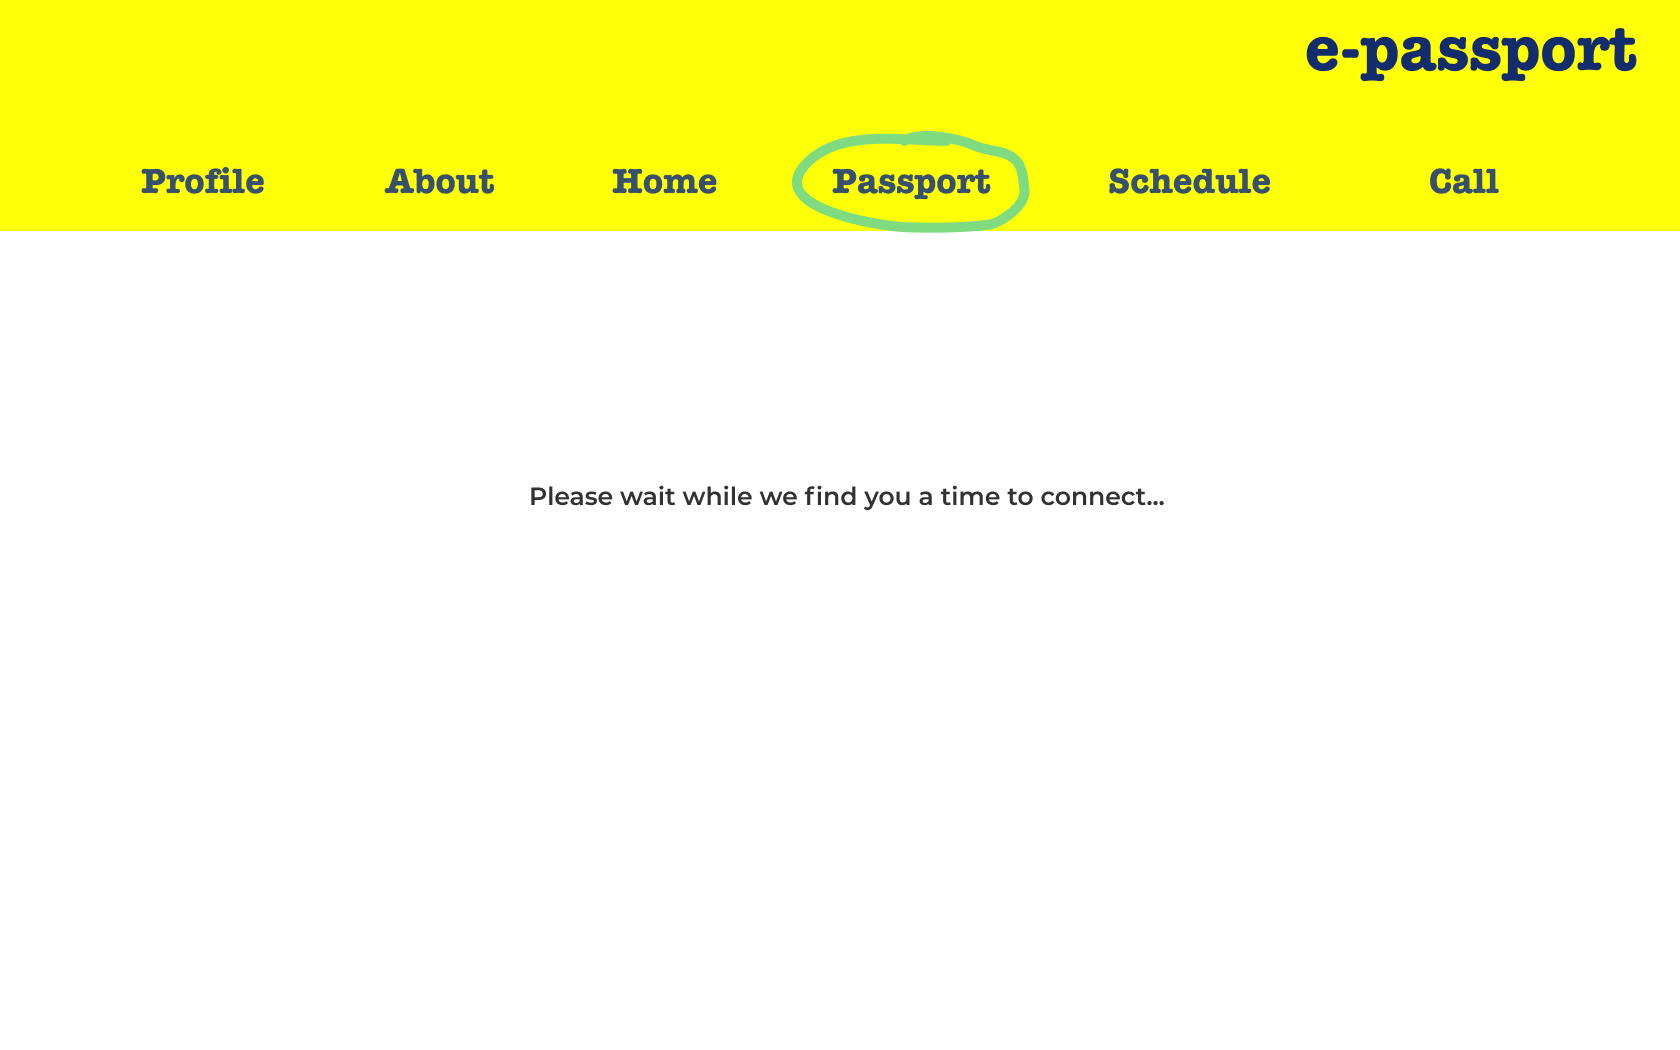 e-passport
Profile About Home Passport Schedule Call
Please wait while we find you a time to connect...